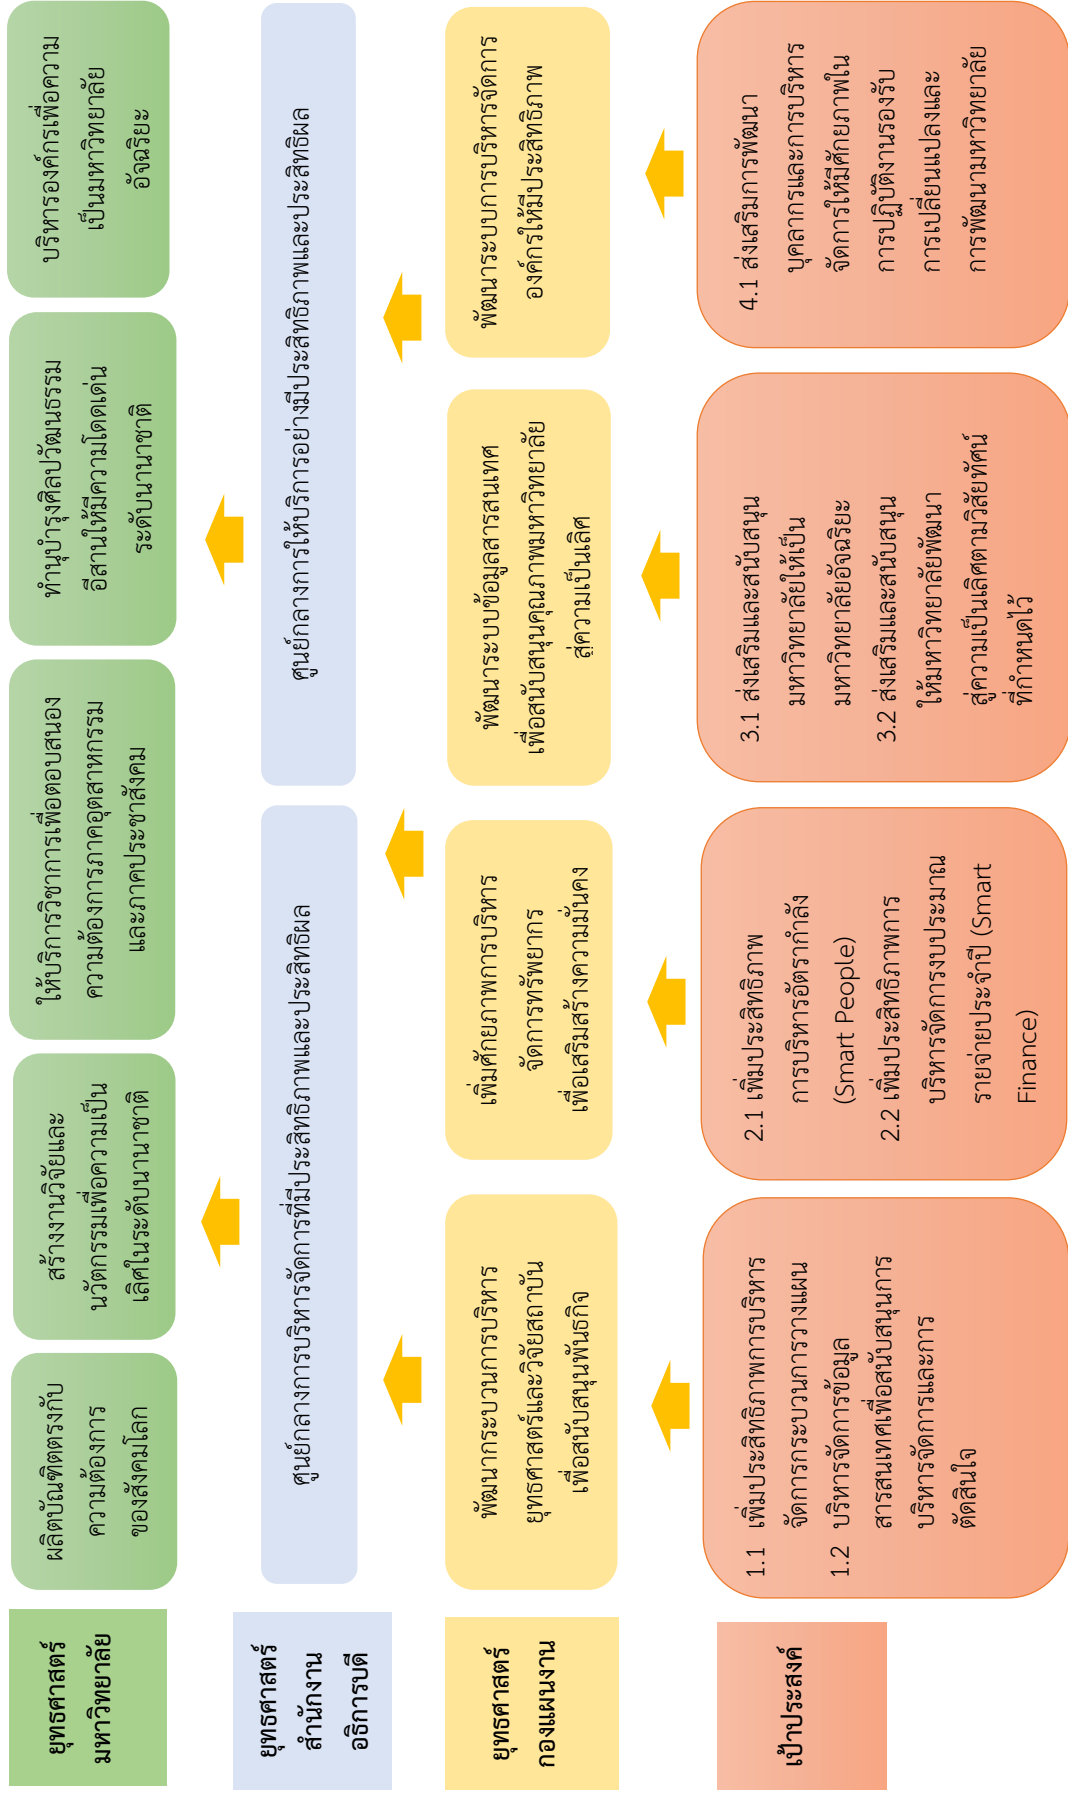 ยุทธศาสตร์
มหาวิทยาลัย
ผลิตบัณฑิตตรงกับ
ความต้องการ
ของสังคมโลก
สร้างงานวิจัยและ
นวัตกรรมเพื่อความเป็น
เลิศในระดับนานาชาติ
ให้บริการวิชาการเพื่อตอบสนอง
ความต้องการภาคอุตสาหกรรม
และภาคประชาสังคม
ทำนุบำรุงศิลปวัฒนธรรม
อีสานให้มีความโดดเด่น
ระดับนานาชาติ
บริหารองค์กรเพื่อความ
เป็นมหาวิทยาลัย
อัจฉริยะ
ยุทธศาสตร์
สำนักงาน
อธิการบดี
ศูนย์กลางการบริหารจัดการที่มีประสิทธิภาพและประสิทธิผล
ศูนย์กลางการให้บริการอย่างมีประสิทธิภาพและประสิทธิผล
ยุทธศาสตร์
กองแผนงาน
พัฒนากระบวนการบริหาร
ยุทธศาสตร์และวิจัยสถาบัน
เพื่อสนับสนุนพันธกิจ
เพิ่มศักยภาพการบริหาร
จัดการทรัพยากร
เพื่อเสริมสร้างความมั่นคง
พัฒนาระบบข้อมูลสารสนเทศ
เพื่อสนับสนุนคุณภาพมหาวิทยาลัย
สู่ความเป็นเลิศ
พัฒนาระบบการบริหารจัดการ
องค์กรให้มีประสิทธิภาพ
เป้าประสงค์
1.1 เพิ่มประสิทธิภาพการบริหาร
จัดการกระบวนการวางแผน
1.2 บริหารจัดการข้อมูล
สารสนเทศเพื่อสนับสนุนการ
บริหารจัดการและการ
ตัดสินใจ
2.1 เพิ่มประสิทธิภาพ
การบริหารอัตรากำลัง
(Smart People)
2.2 เพิ่มประสิทธิภาพการ
บริหารจัดการงบประมาณ
รายจ่ายประจำปี (Smart
Finance)
3.1 ส่งเสริมและสนับสนุน
มหาวิทยาลัยให้เป็น
มหาวิทยาลัยอัจฉริยะ
3.2 ส่งเสริมและสนับสนุน
ให้มหาวิทยาลัยพัฒนา
สู่ความเป็นเลิศตามวิสัยทัศน์
ที่กำหนดไว้
4.1 ส่งเสริมการพัฒนา
บุคลากรและการบริหาร
จัดการให้มีศักยภาพใน
การปฏิบัติงานรองรับ
การเปลี่ยนแปลงและ
การพัฒนามหาวิทยาลัย